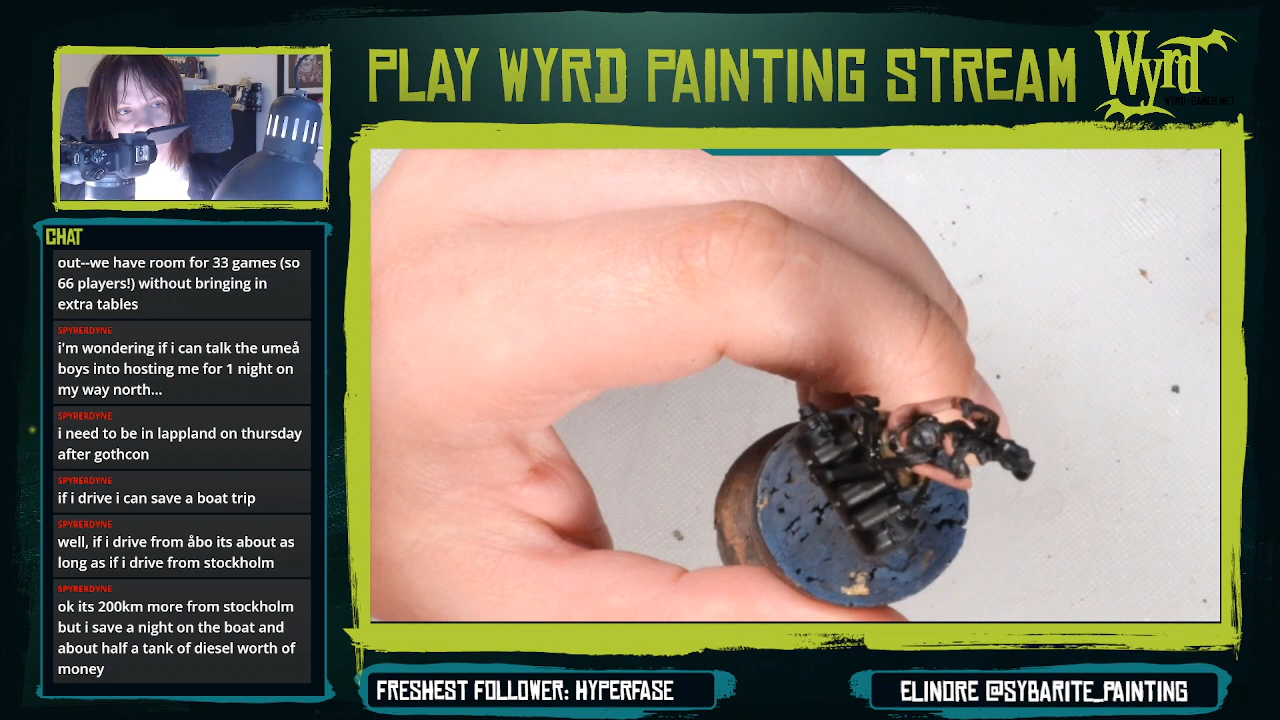 PLAY WYRD PAINTING STREAM
Wyrd
WYRD-GAMES.NET
CHAT
out--we have room for 33 games (so
66 players!) without bringing in
extra tables
SPYRERDYNE
i'm wondering if i can talk the umeå
boys into hosting me for 1 night on
my way north...
SPYRERDYNE
i need to be in lappland on thursday
after gothcon
SPYRERDYNE
if i drive i can save a boat trip
SPYRERDYNE
well, if i drive from åbo its about as
long as if i drive from stockholm
SPYRERDYNE
ok its 200km more from stockholm
but i save a night on the boat and
about half a tank of diesel worth of
money
FRESHEST FOLLOWER: HYPERFASE
ELINORE @SYBARITE_PAINTING